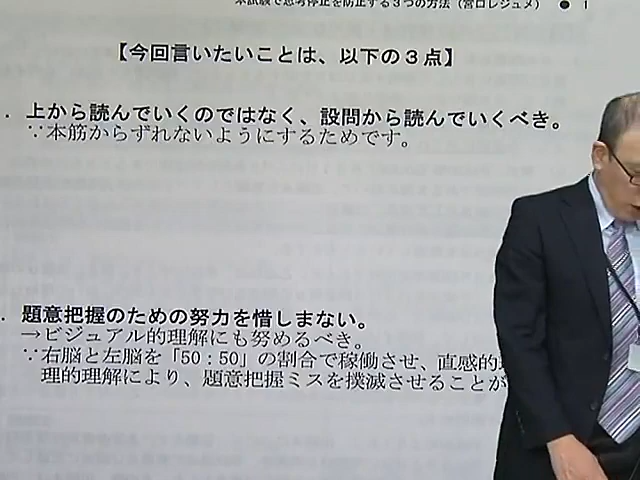 本試験で思考停止を防止する3つの方法(宮口レジュメ) ● 1
【今回言いたいことは、以下の3点】
. 上から読んでいくのではなく、設問から読んでいくべき。
∵本筋からずれないようにするためです。
. 題意把握のための努力を惜しまない。
→ビジュアル的理解にも努めるべき。
∵右脳と左脳を「50:50」の割合で稼働させ、直感的
理的理解により、題意把握ミスを撲滅させることが